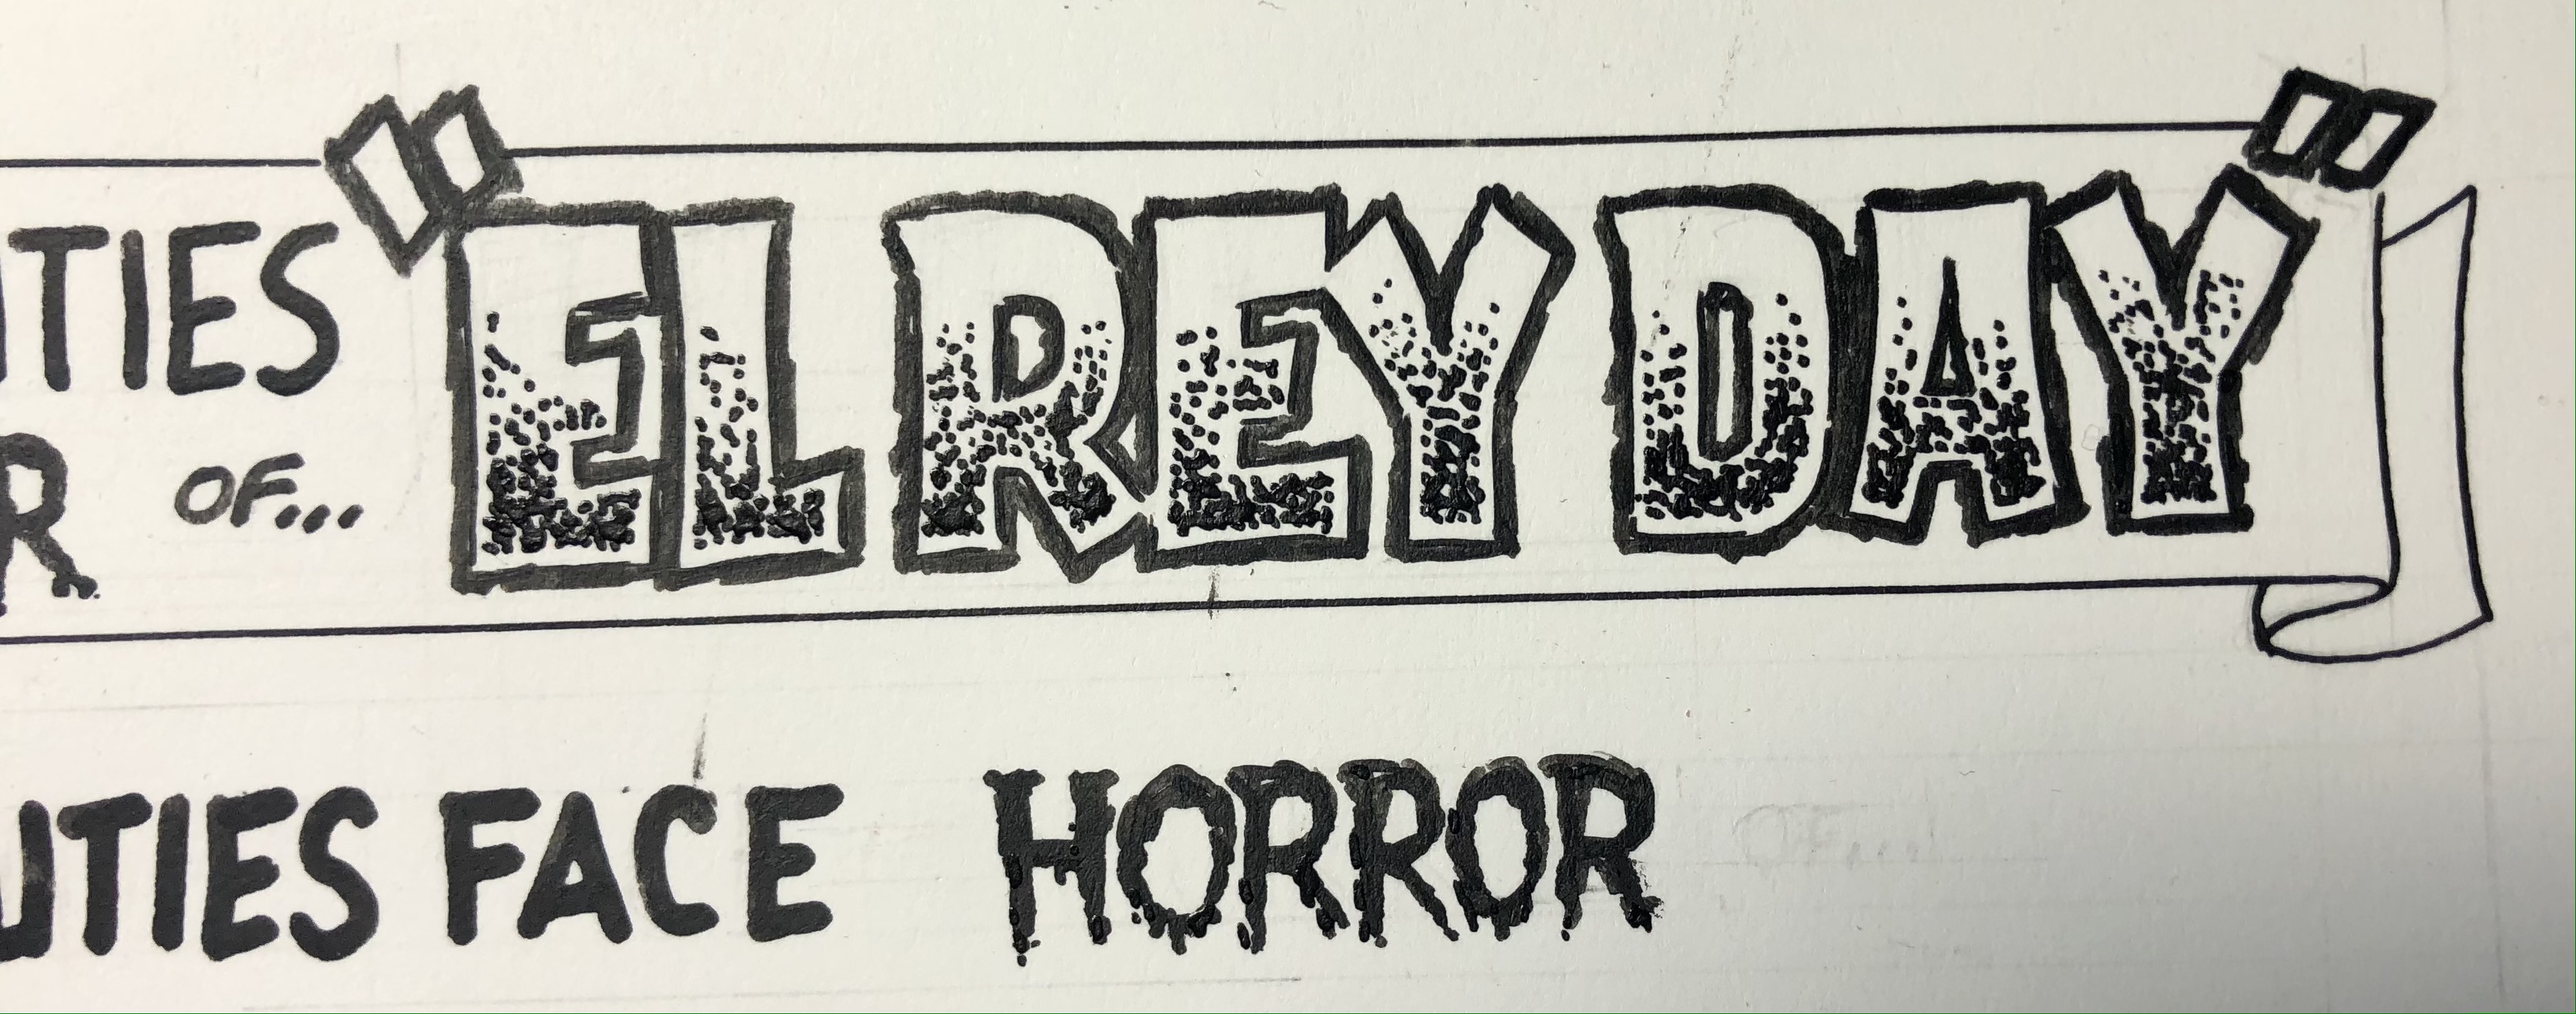 TIES
R OF... "EL REY DAY"
UTIES FACE HORROR